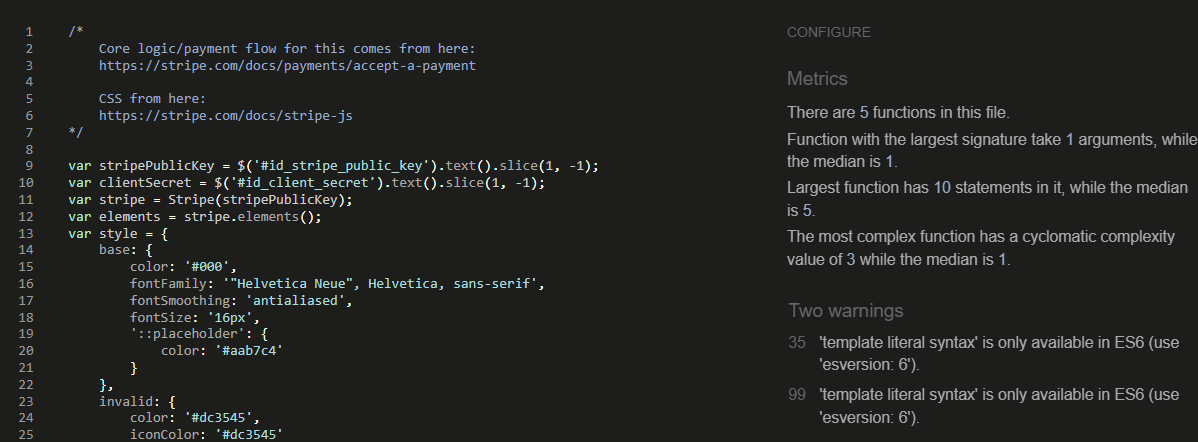 1 /*
2 Core logic/payment flow for this comes from here:
3 https://stripe.com/docs/payments/accept-a-payment
4
5 CSS from here:
6 https://stripe.com/docs/stripe-js
7 */
8
9 var stripePublicKey = $('#id_stripe_public_key').text().slice(1, -1);
10 var clientSecret = $('#id_client_secret').text().slice(1, -1);
11 var stripe = Stripe(stripePublicKey);
12 var elements = stripe.elements();
13 var style = {
14 base: {
15 color: '#000',
16 fontFamily: '"Helvetica Neue", Helvetica, sans-serif',
17 fontSmoothing: 'antialiased',
18 fontSize: '16px',
19 '::placeholder': {
20 color: '#aab7c4'
21 }
22 },
23 invalid: {
24 color: '#dc3545',
25 iconColor: '#dc3545'
CONFIGURE
Metrics
There are 5 functions in this file.
Function with the largest signature take 1 arguments, while
the median is 1.
Largest function has 10 statements in it, while the median
is 5.
The most complex function has a cyclomatic complexity
value of 3 while the median is 1.
Two warnings
35 'template literal syntax' is only available in ES6 (use
'esversion: 6').
99 'template literal syntax' is only available in ES6 (use
'esversion: 6').